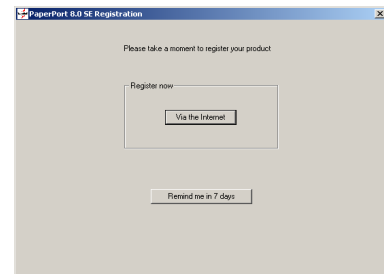 PaperPort 8.0 SE Registration
Please take a moment to register your product
Register now
Via the Internet
Remind me in 7 days